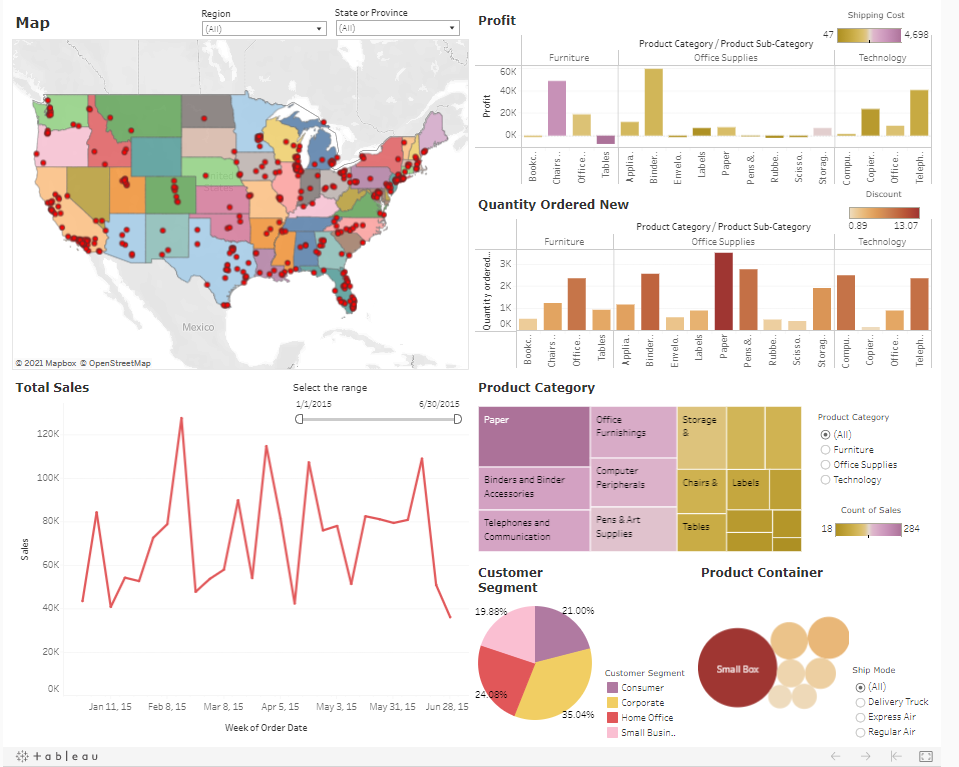 Map
Region
(All)
State or Province
(All)
Mexico
© 2021 Mapbox © OpenStreetMap
Profit
Shipping Cost
47
4,698
Product Category / Product Sub-Category
Furniture
Office Supplies
Technology
Profit
60K
40K
20K
0K
Bookc..
Chairs ..
Office..
Tables
Applia..
Binder..
Envelo..
Labels
Paper
Pens &..
Rubbe..
Scisso..
Storag..
Compu..
Copier..
Office..
Teleph..
Quantity Ordered New
Discount
0.89
13.07
Product Category / Product Sub-Category
Furniture
Office Supplies
Technology
Quantity ordered..
3K
2K
1K
0K
Bookc..
Chairs ..
Office..
Tables
Applia..
Binder..
Envelo..
Labels
Paper
Pens &..
Rubbe..
Scisso..
Storag..
Compu..
Copier..
Office..
Teleph..
Total Sales
Select the range
1/1/2015
6/30/2015
Sales
120K
100K
80K
60K
40K
20K
0K
Jan 11, 15
Feb 8, 15
Mar 8, 15
Apr 5, 15
May 3, 15
May 31, 15
Jun 28, 15
Week of Order Date
Product Category
Paper
Binders and Binder
Accessories
Telephones and
Communication
Office
Furnishings
Computer
Peripherals
Pens & Art
Supplies
Storage
&
Chairs &
Tables
Labels
Product Category
(All)
Furniture
Office Supplies
Technology
Count of Sales
18
284
Customer
Segment
19.88%
21.00%
24.08%
35.04%
Customer Segment
Consumer
Corporate
Home Office
Small Busin..
Product Container
Small Box
Ship Mode
(All)
Delivery Truck
Express Air
Regular Air
+ a b l e a u